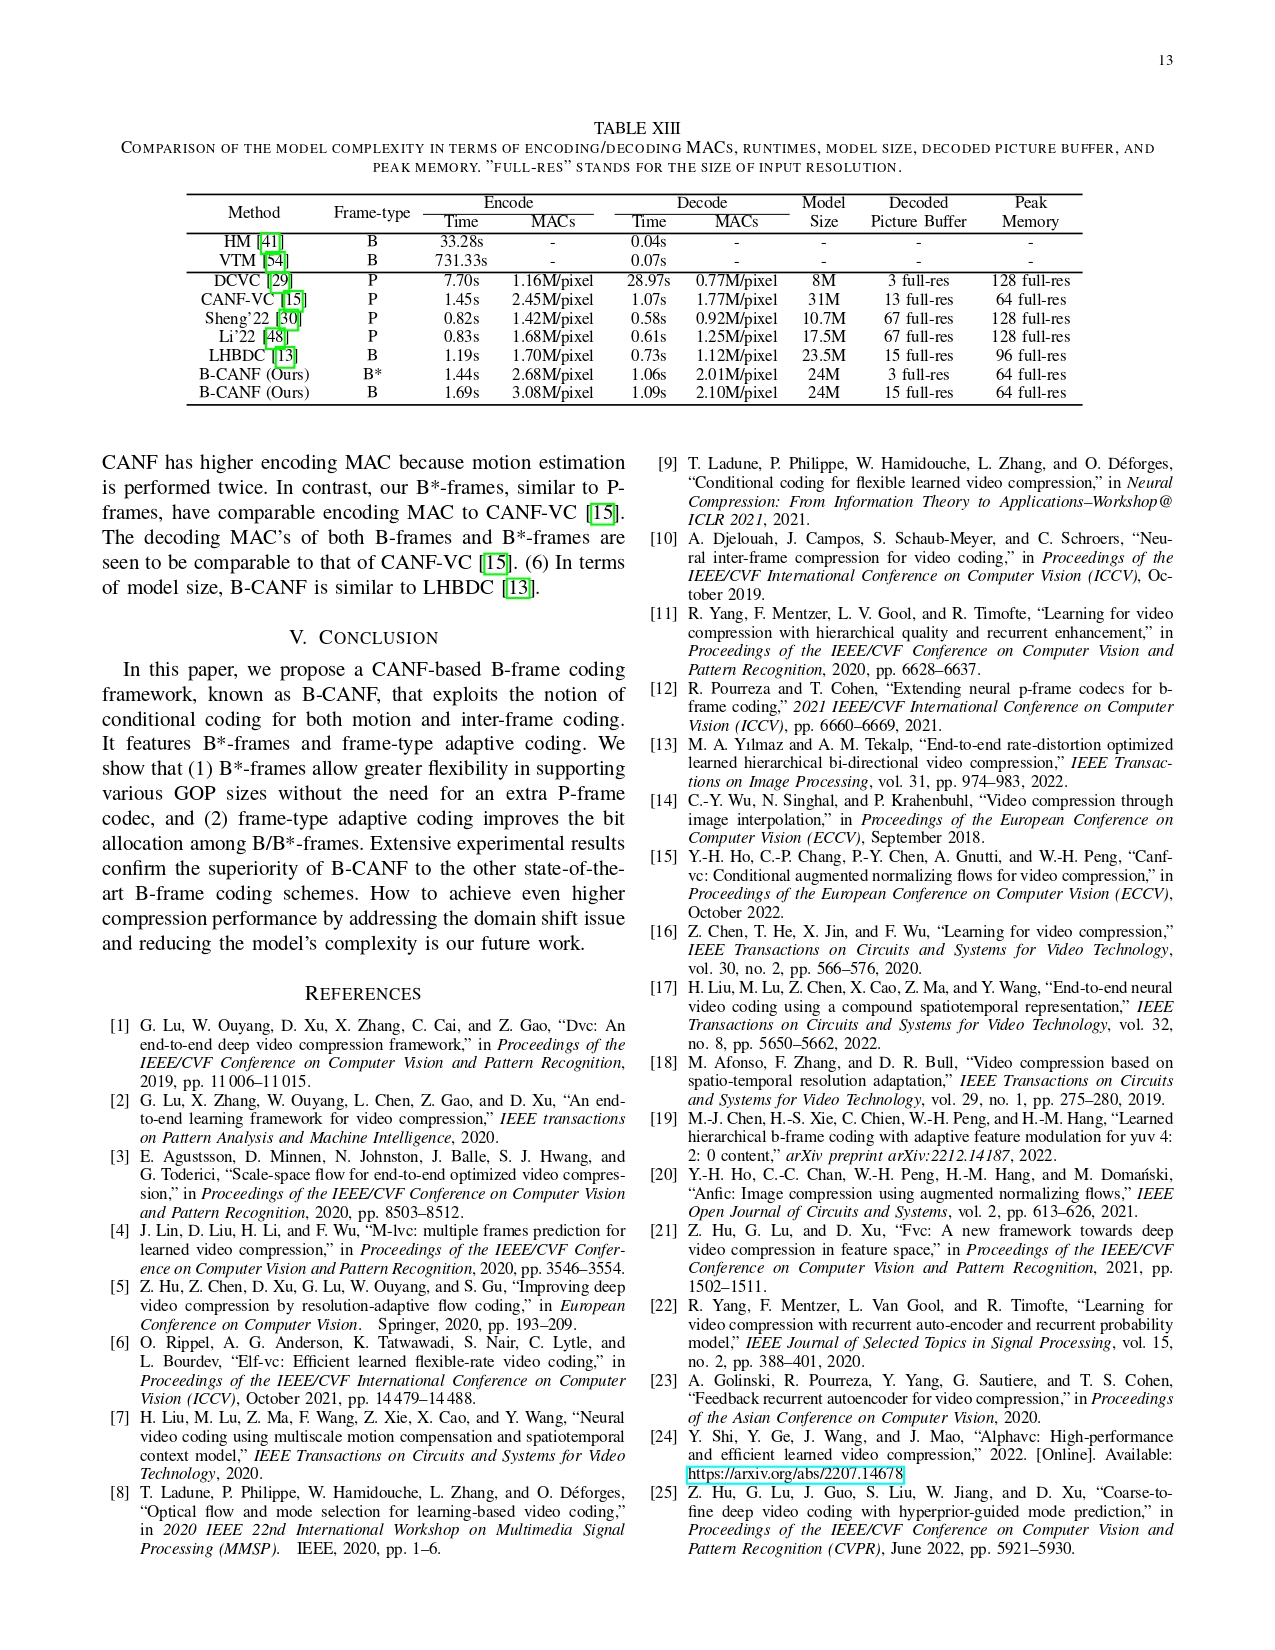 13
TABLE XIII
COMPARISON OF THE MODEL COMPLEXITY IN TERMS OF ENCODING/DECODING MACS, RUNTIMES, MODEL SIZE, DECODED PICTURE BUFFER, AND
PEAK MEMORY. ”FULL-RES” STANDS FOR THE SIZE OF INPUT RESOLUTION.
Method Frame-type Encode Decode Model Decoded Peak
Time MACs Time MACs Size Picture Buffer Memory
HM [41] B 33.28s - 0.04s - - - -
VTM [54] B 731.33s - 0.07s - - - -
DCVC [29] P 7.70s 1.16M/pixel 28.97s 0.77M/pixel 8M 3 full-res 128 full-res
CANF-VC [15] P 1.45s 2.45M/pixel 1.07s 1.77M/pixel 31M 13 full-res 64 full-res
Sheng’22 [30] P 0.82s 1.42M/pixel 0.58s 0.92M/pixel 10.7M 67 full-res 128 full-res
Li’22 [48] P 0.83s 1.68M/pixel 0.61s 1.25M/pixel 17.5M 67 full-res 128 full-res
LHBDC [13] B 1.19s 1.70M/pixel 0.73s 1.12M/pixel 23.5M 15 full-res 96 full-res
B-CANF (Ours) B* 1.44s 2.68M/pixel 1.06s 2.01M/pixel 24M 3 full-res 64 full-res
B-CANF (Ours) B 1.69s 3.08M/pixel 1.09s 2.10M/pixel 24M 15 full-res 64 full-res
CANF has higher encoding MAC because motion estimation
is performed twice. In contrast, our B*-frames, similar to P-
frames, have comparable encoding MAC to CANF-VC [15].
The decoding MAC’s of both B-frames and B*-frames are
seen to be comparable to that of CANF-VC [15]. (6) In terms
of model size, B-CANF is similar to LHBDC [13].
V. CONCLUSION
In this paper, we propose a CANF-based B-frame coding
framework, known as B-CANF, that exploits the notion of
conditional coding for both motion and inter-frame coding.
It features B*-frames and frame-type adaptive coding. We
show that (1) B*-frames allow greater flexibility in supporting
various GOP sizes without the need for an extra P-frame
codec, and (2) frame-type adaptive coding improves the bit
allocation among B/B*-frames. Extensive experimental results
confirm the superiority of B-CANF to the other state-of-the-
art B-frame coding schemes. How to achieve even higher
compression performance by addressing the domain shift issue
and reducing the model’s complexity is our future work.
REFERENCES
[1] G. Lu, W. Ouyang, D. Xu, X. Zhang, C. Cai, and Z. Gao, “Dvc: An
end-to-end deep video compression framework,” in Proceedings of the
IEEE/CVF Conference on Computer Vision and Pattern Recognition,
2019, pp. 11 006–11 015.
[2] G. Lu, X. Zhang, W. Ouyang, L. Chen, Z. Gao, and D. Xu, “An end-
to-end learning framework for video compression,” IEEE transactions
on Pattern Analysis and Machine Intelligence, 2020.
[3] E. Agustsson, D. Minnen, N. Johnston, J. Balle, S. J. Hwang, and
G. Toderici, “Scale-space flow for end-to-end optimized video compres-
sion,” in Proceedings of the IEEE/CVF Conference on Computer Vision
and Pattern Recognition, 2020, pp. 8503–8512.
[4] J. Lin, D. Liu, H. Li, and F. Wu, “M-lvc: multiple frames prediction for
learned video compression,” in Proceedings of the IEEE/CVF Confer-
ence on Computer Vision and Pattern Recognition, 2020, pp. 3546–3554.
[5] Z. Hu, Z. Chen, D. Xu, G. Lu, W. Ouyang, and S. Gu, “Improving deep
video compression by resolution-adaptive flow coding,” in European
Conference on Computer Vision. Springer, 2020, pp. 193–209.
[6] O. Rippel, A. G. Anderson, K. Tatwawadi, S. Nair, C. Lytle, and
L. Bourdev, “Elf-vc: Efficient learned flexible-rate video coding,” in
Proceedings of the IEEE/CVF International Conference on Computer
Vision (ICCV), October 2021, pp. 14 479–14 488.
[7] H. Liu, M. Lu, Z. Ma, F. Wang, Z. Xie, X. Cao, and Y. Wang, “Neural
video coding using multiscale motion compensation and spatiotemporal
context model,” IEEE Transactions on Circuits and Systems for Video
Technology, 2020.
[8] T. Ladune, P. Philippe, W. Hamidouche, L. Zhang, and O. Déforges,
“Optical flow and mode selection for learning-based video coding,”
in 2020 IEEE 22nd International Workshop on Multimedia Signal
Processing (MMSP). IEEE, 2020, pp. 1–6.
[9] T. Ladune, P. Philippe, W. Hamidouche, L. Zhang, and O. Déforges,
“Conditional coding for flexible learned video compression,” in Neural
Compression: From Information Theory to Applications–Workshop@
ICLR 2021, 2021.
[10] A. Djelouah, J. Campos, S. Schaub-Meyer, and C. Schroers, “Neu-
ral inter-frame compression for video coding,” in Proceedings of the
IEEE/CVF International Conference on Computer Vision (ICCV), Oc-
tober 2019.
[11] R. Yang, F. Mentzer, L. V. Gool, and R. Timofte, “Learning for video
compression with hierarchical quality and recurrent enhancement,” in
Proceedings of the IEEE/CVF Conference on Computer Vision and
Pattern Recognition, 2020, pp. 6628–6637.
[12] R. Pourreza and T. Cohen, “Extending neural p-frame codecs for b-
frame coding,” 2021 IEEE/CVF International Conference on Computer
Vision (ICCV), pp. 6660–6669, 2021.
[13] M. A. Yılmaz and A. M. Tekalp, “End-to-end rate-distortion optimized
learned hierarchical bi-directional video compression,” IEEE Transac-
tions on Image Processing, vol. 31, pp. 974–983, 2022.
[14] C.-Y. Wu, N. Singhal, and P. Krahenbuhl, “Video compression through
image interpolation,” in Proceedings of the European Conference on
Computer Vision (ECCV), September 2018.
[15] Y.-H. Ho, C.-P. Chang, P.-Y. Chen, A. Gnutti, and W.-H. Peng, “Canf-
vc: Conditional augmented normalizing flows for video compression,” in
Proceedings of the European Conference on Computer Vision (ECCV),
October 2022.
[16] Z. Chen, T. He, X. Jin, and F. Wu, “Learning for video compression,”
IEEE Transactions on Circuits and Systems for Video Technology,
vol. 30, no. 2, pp. 566–576, 2020.
[17] H. Liu, M. Lu, Z. Chen, X. Cao, Z. Ma, and Y. Wang, “End-to-end neural
video coding using a compound spatiotemporal representation,” IEEE
Transactions on Circuits and Systems for Video Technology, vol. 32,
no. 8, pp. 5650–5662, 2022.
[18] M. Afonso, F. Zhang, and D. R. Bull, “Video compression based on
spatio-temporal resolution adaptation,” IEEE Transactions on Circuits
and Systems for Video Technology, vol. 29, no. 1, pp. 275–280, 2019.
[19] M.-J. Chen, H.-S. Xie, C. Chien, W.-H. Peng, and H.-M. Hang, “Learned
hierarchical b-frame coding with adaptive feature modulation for yuv 4:
2: 0 content,” arXiv preprint arXiv:2212.14187, 2022.
[20] Y.-H. Ho, C.-C. Chan, W.-H. Peng, H.-M. Hang, and M. Domański,
“Anfic: Image compression using augmented normalizing flows,” IEEE
Open Journal of Circuits and Systems, vol. 2, pp. 613–626, 2021.
[21] Z. Hu, G. Lu, and D. Xu, “Fvc: A new framework towards deep
video compression in feature space,” in Proceedings of the IEEE/CVF
Conference on Computer Vision and Pattern Recognition, 2021, pp.
1502–1511.
[22] R. Yang, F. Mentzer, L. Van Gool, and R. Timofte, “Learning for
video compression with recurrent auto-encoder and recurrent probability
model,” IEEE Journal of Selected Topics in Signal Processing, vol. 15,
no. 2, pp. 388–401, 2020.
[23] A. Golinski, R. Pourreza, Y. Yang, G. Sautiere, and T. S. Cohen,
“Feedback recurrent autoencoder for video compression,” in Proceedings
of the Asian Conference on Computer Vision, 2020.
[24] Y. Shi, Y. Ge, J. Wang, and J. Mao, “Alphavc: High-performance
and efficient learned video compression,” 2022. [Online]. Available:
https://arxiv.org/abs/2207.14678
[25] Z. Hu, G. Lu, J. Guo, S. Liu, W. Jiang, and D. Xu, “Coarse-to-
fine deep video coding with hyperprior-guided mode prediction,” in
Proceedings of the IEEE/CVF Conference on Computer Vision and
Pattern Recognition (CVPR), June 2022, pp. 5921–5930.